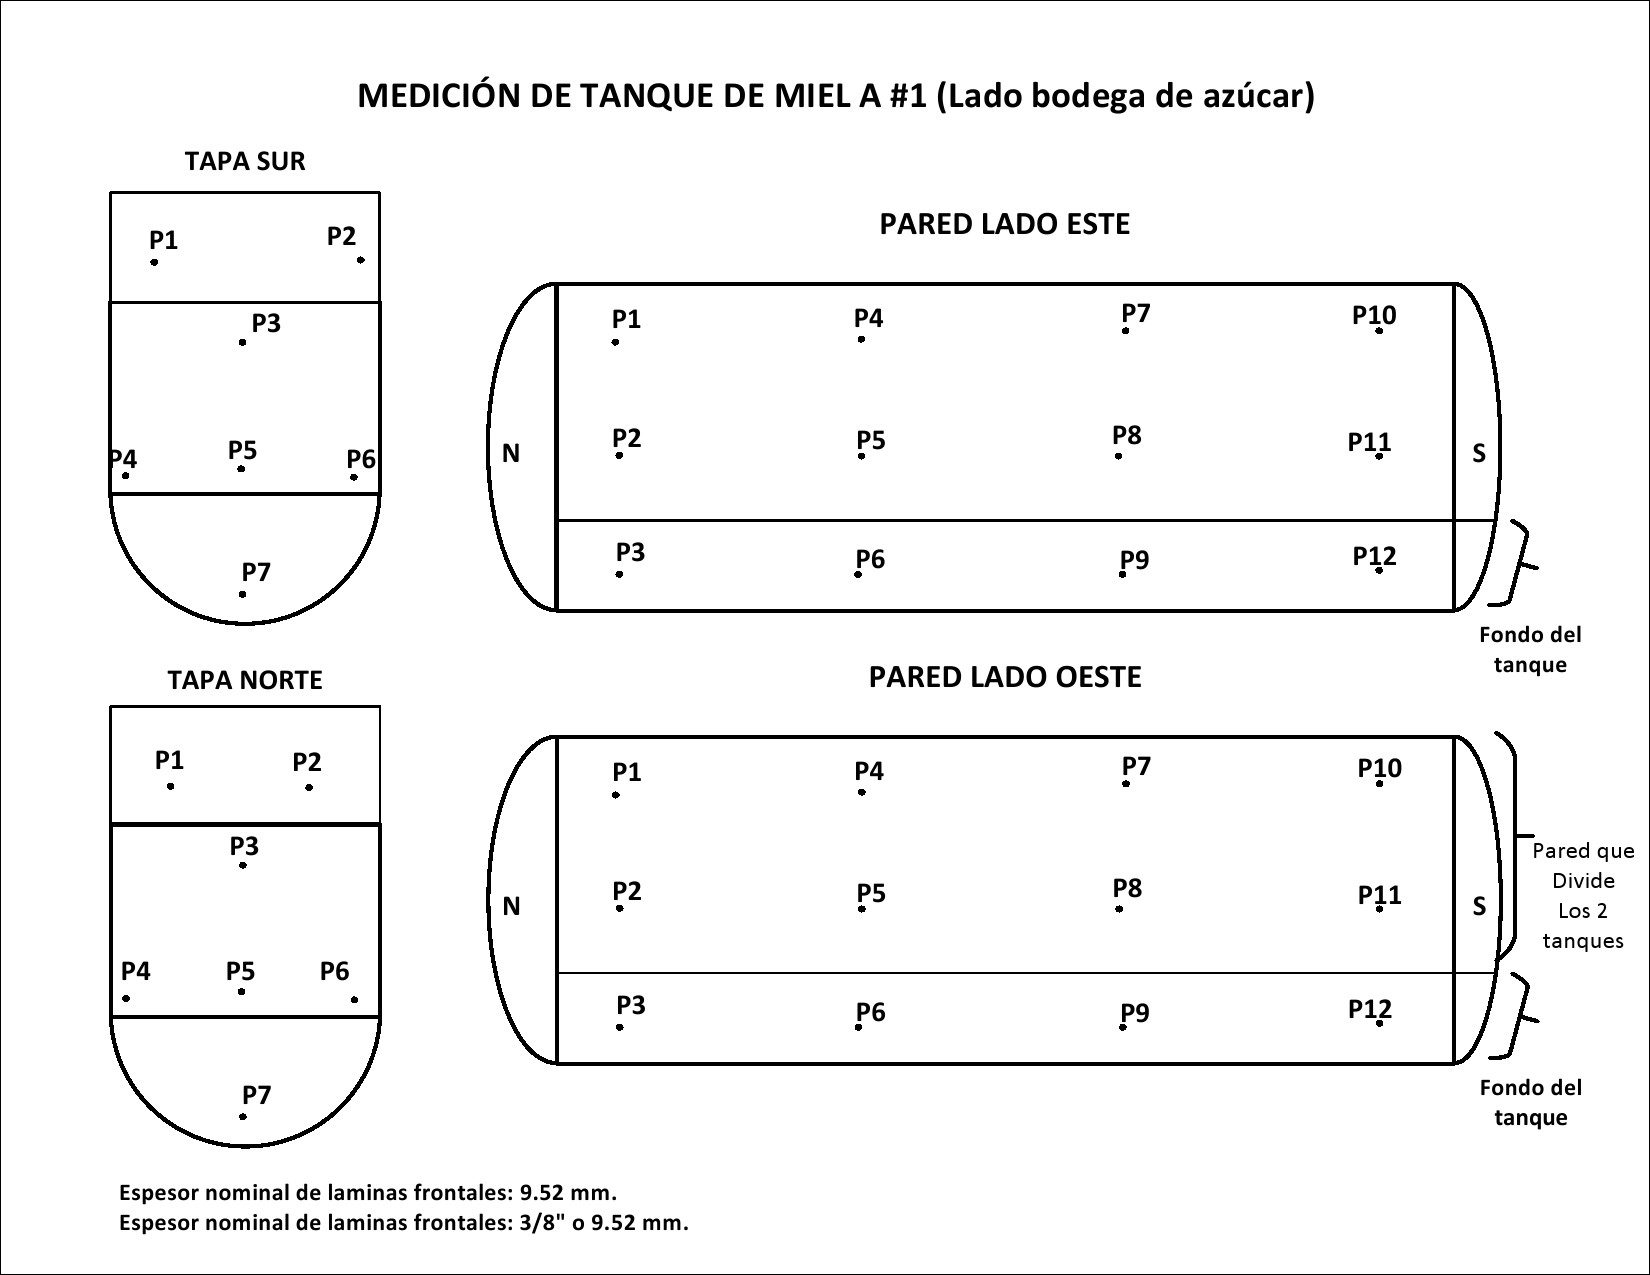 MEDICIÓN DE TANQUE DE MIEL A #1 (Lado bodega de azúcar)
TAPA SUR
P1
P2
P3
P4
P5
P6
P7
PARED LADO ESTE
P1
P4
P7
P10
N
P2
P5
P8
P11
S
P3
P6
P9
P12
Fondo del
tanque
TAPA NORTE
P1
P2
P3
P4
P5
P6
P7
PARED LADO OESTE
P1
P4
P7
P10
N
P2
P5
P8
P11
S
P3
P6
P9
P12
Pared que
Divide
Los 2
tanques
Fondo del
tanque
Espesor nominal de laminas frontales: 9.52 mm.
Espesor nominal de laminas frontales: 3/8" o 9.52 mm.